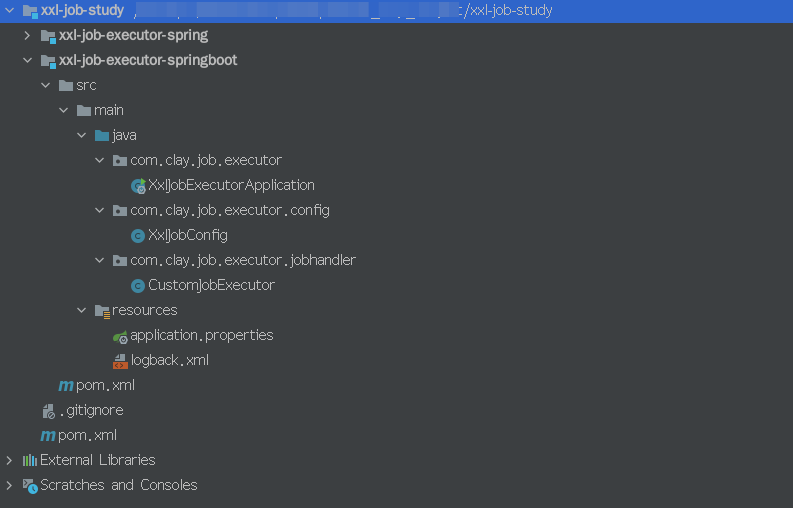 xxl-job-study /xxl-job-study
xxl-job-executor-spring
xxl-job-executor-springboot
src
main
java
com.clay.job.executor
XxlJobExecutorApplication
com.clay.job.executor.config
XxlJobConfig
com.clay.job.executor.jobhandler
CustomJobExecutor
resources
application.properties
logback.xml
pom.xml
.gitignore
pom.xml
External Libraries
Scratches and Consoles